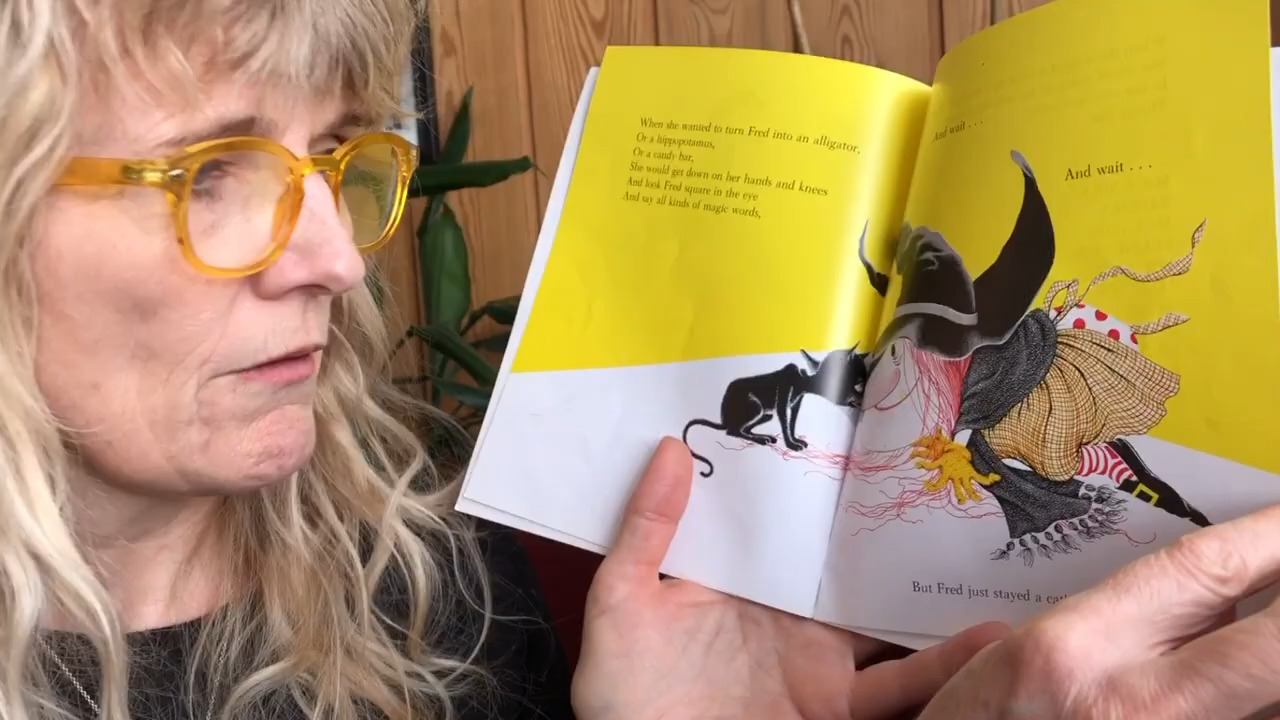 When she wanted to turn Fred into an alligator,
Or a hippopotamus,
Or a candy bar,
She would get down on her hands and knees
And look Fred square in the eye
And say all kinds of magic words,
And wait . . .
And wait . . .
But Fred just stayed a cat